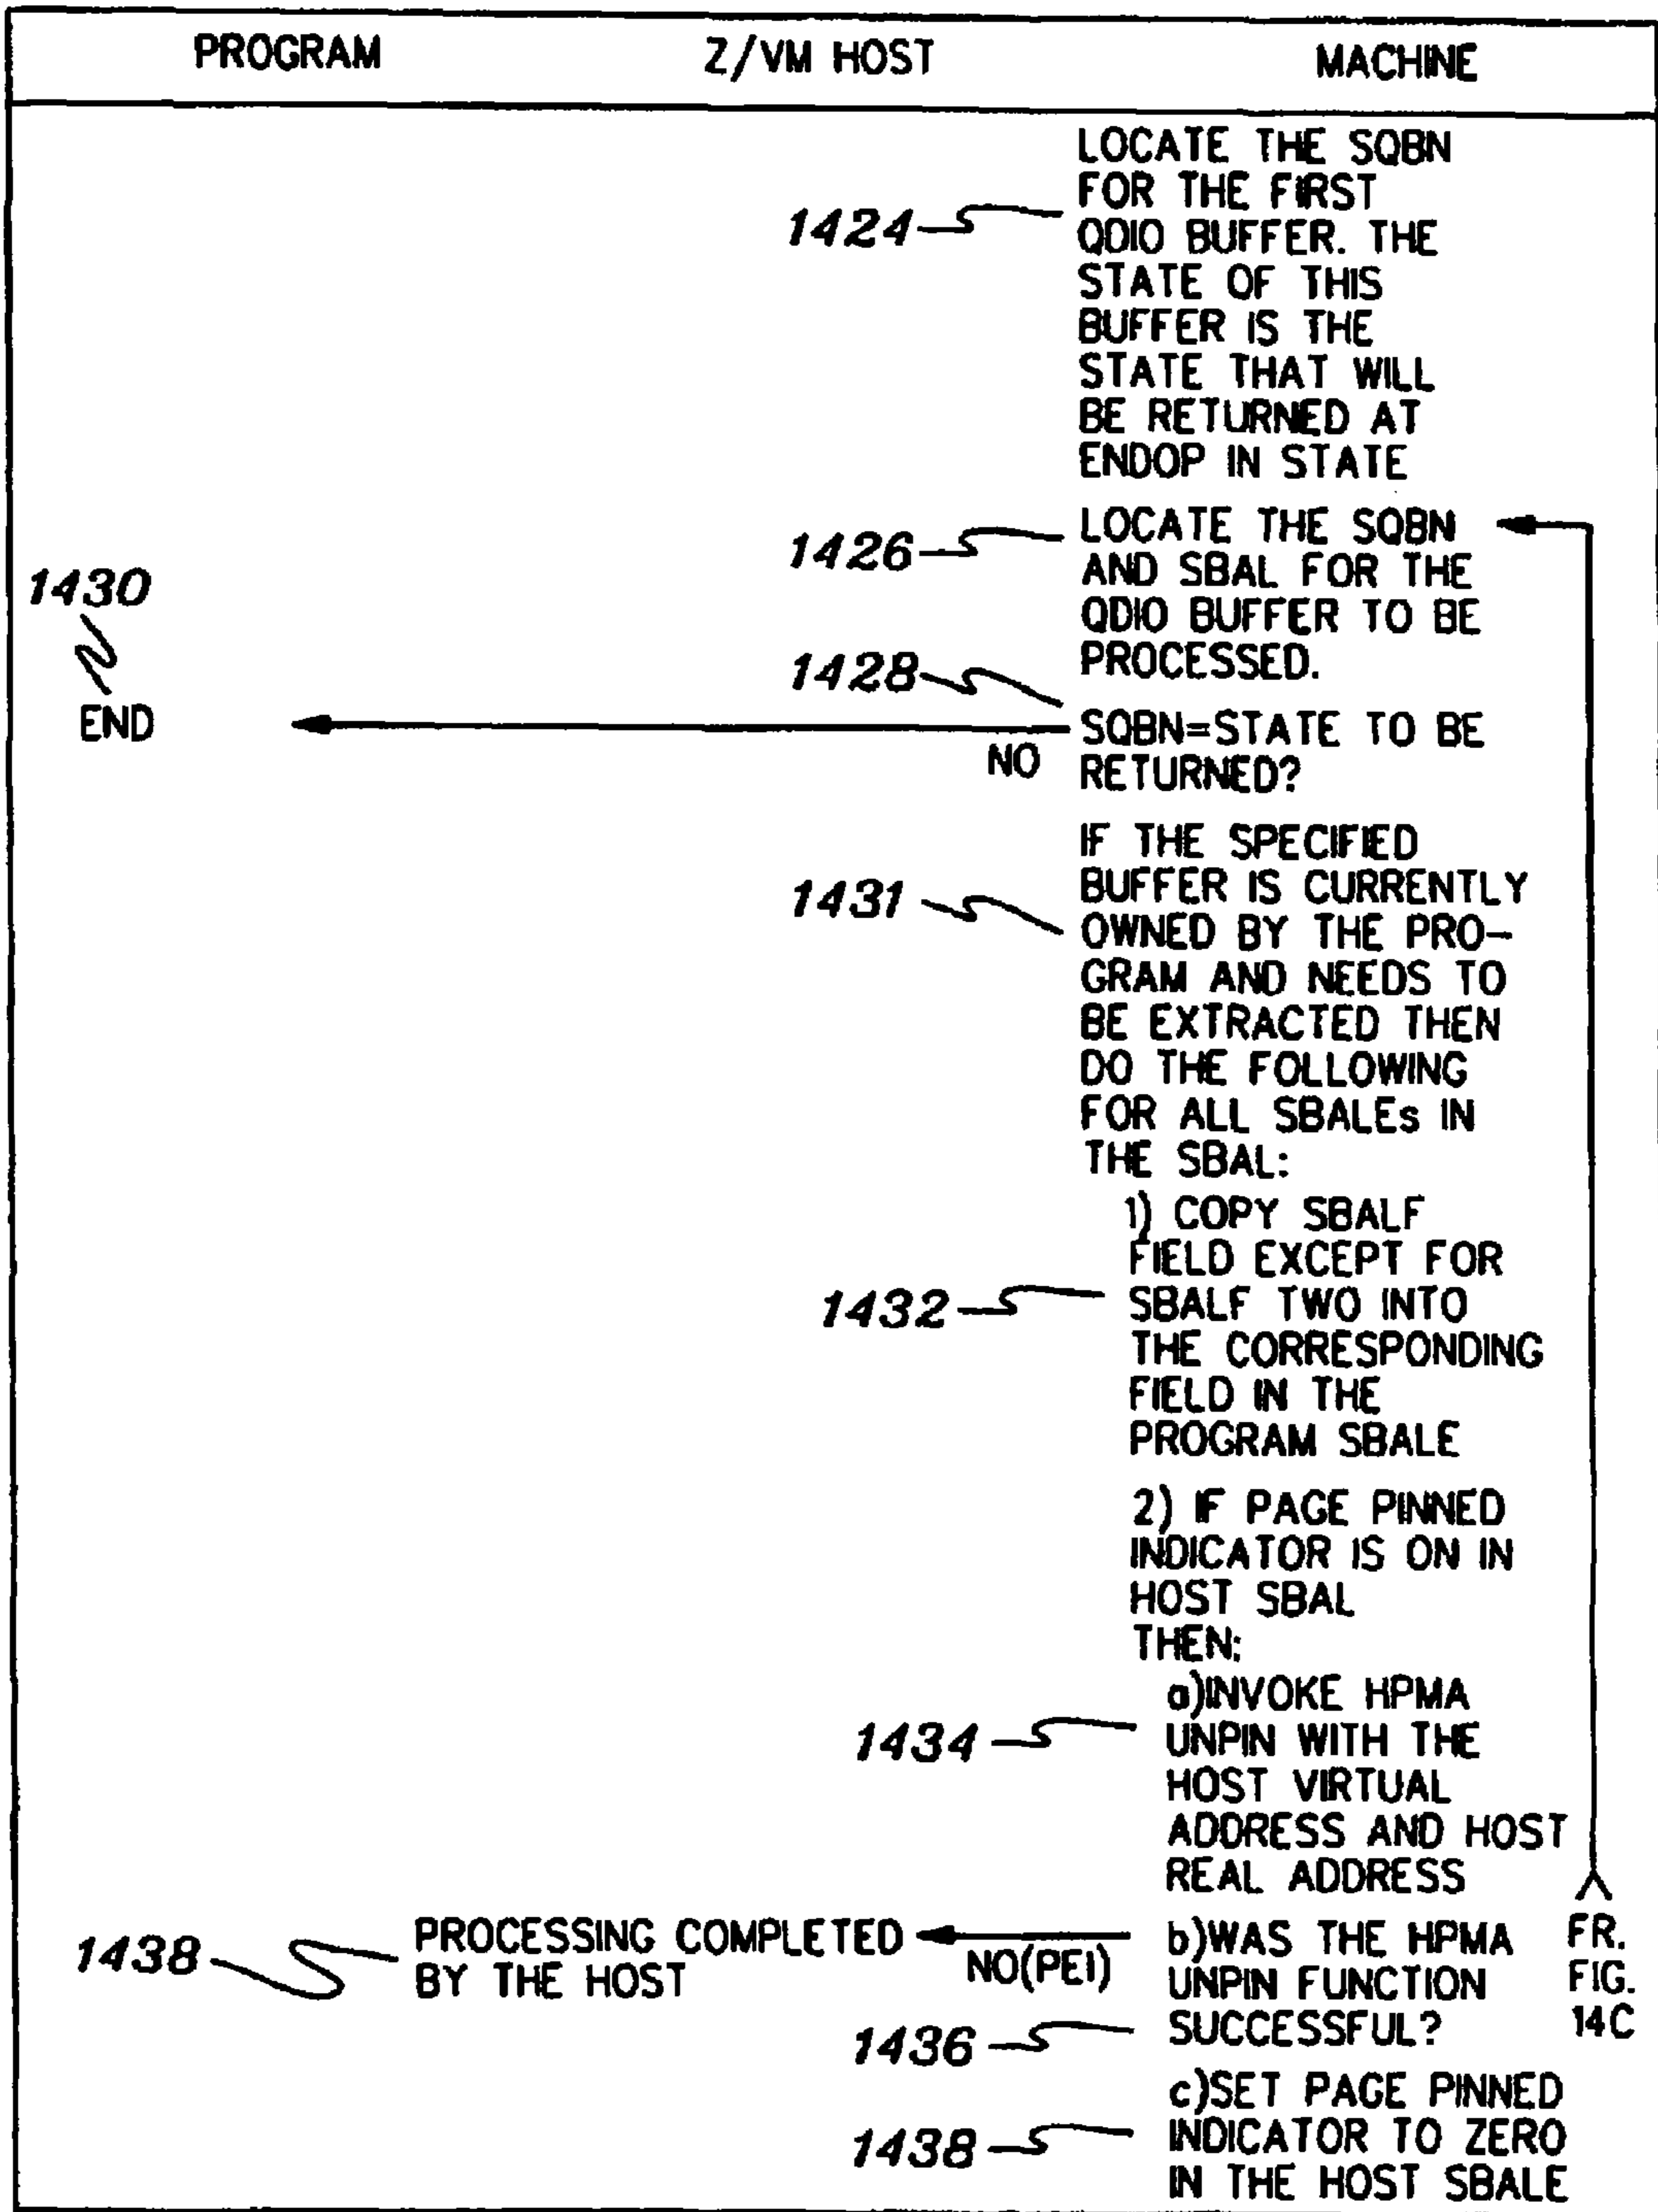 PROGRAM Z/VM HOST MACHINE
LOCATE THE SQBN
FOR THE FIRST
1424 QDIO BUFFER. THE
STATE OF THIS
BUFFER IS THE
STATE THAT WILL
BE RETURNED AT
ENDOP IN STATE
1426 LOCATE THE SQBN
AND SBAL FOR THE
QDIO BUFFER TO BE
PROCESSED.
1430
1428
END
NO
SQBN=STATE TO BE
RETURNED?
IF THE SPECIFIED
1431 BUFFER IS CURRENTLY
OWNED BY THE PRO-
GRAM AND NEEDS TO
BE EXTRACTED THEN
DO THE FOLLOWING
FOR ALL SBALEs IN
THE SBAL:
1) COPY SBALF
FIELD EXCEPT FOR
1432 SBALF TWO INTO
THE CORRESPONDING
FIELD IN THE
PROGRAM SBALE
2) IF PAGE PINNED
INDICATOR IS ON IN
HOST SBAL
THEN:
a)INVOKE HPMA
1434 UNPIN WITH THE
HOST VIRTUAL
ADDRESS AND HOST
REAL ADDRESS
1438 PROCESSING COMPLETED
BY THE HOST
NO(PEI)
b)WAS THE HPMA
UNPIN FUNCTION
1436 SUCCESSFUL?
FR.
FIG.
14C
c)SET PAGE PINNED
1438 INDICATOR TO ZERO
IN THE HOST SBALE